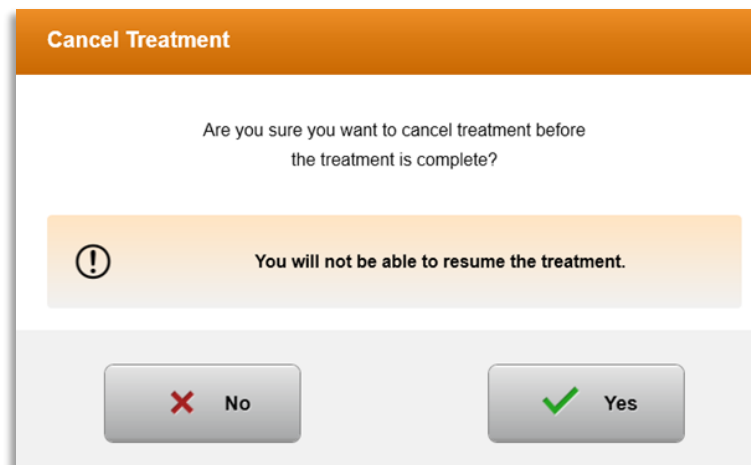 Cancel Treatment
Are you sure you want to cancel treatment before
the treatment is complete?
You will not be able to resume the treatment.
No
Yes